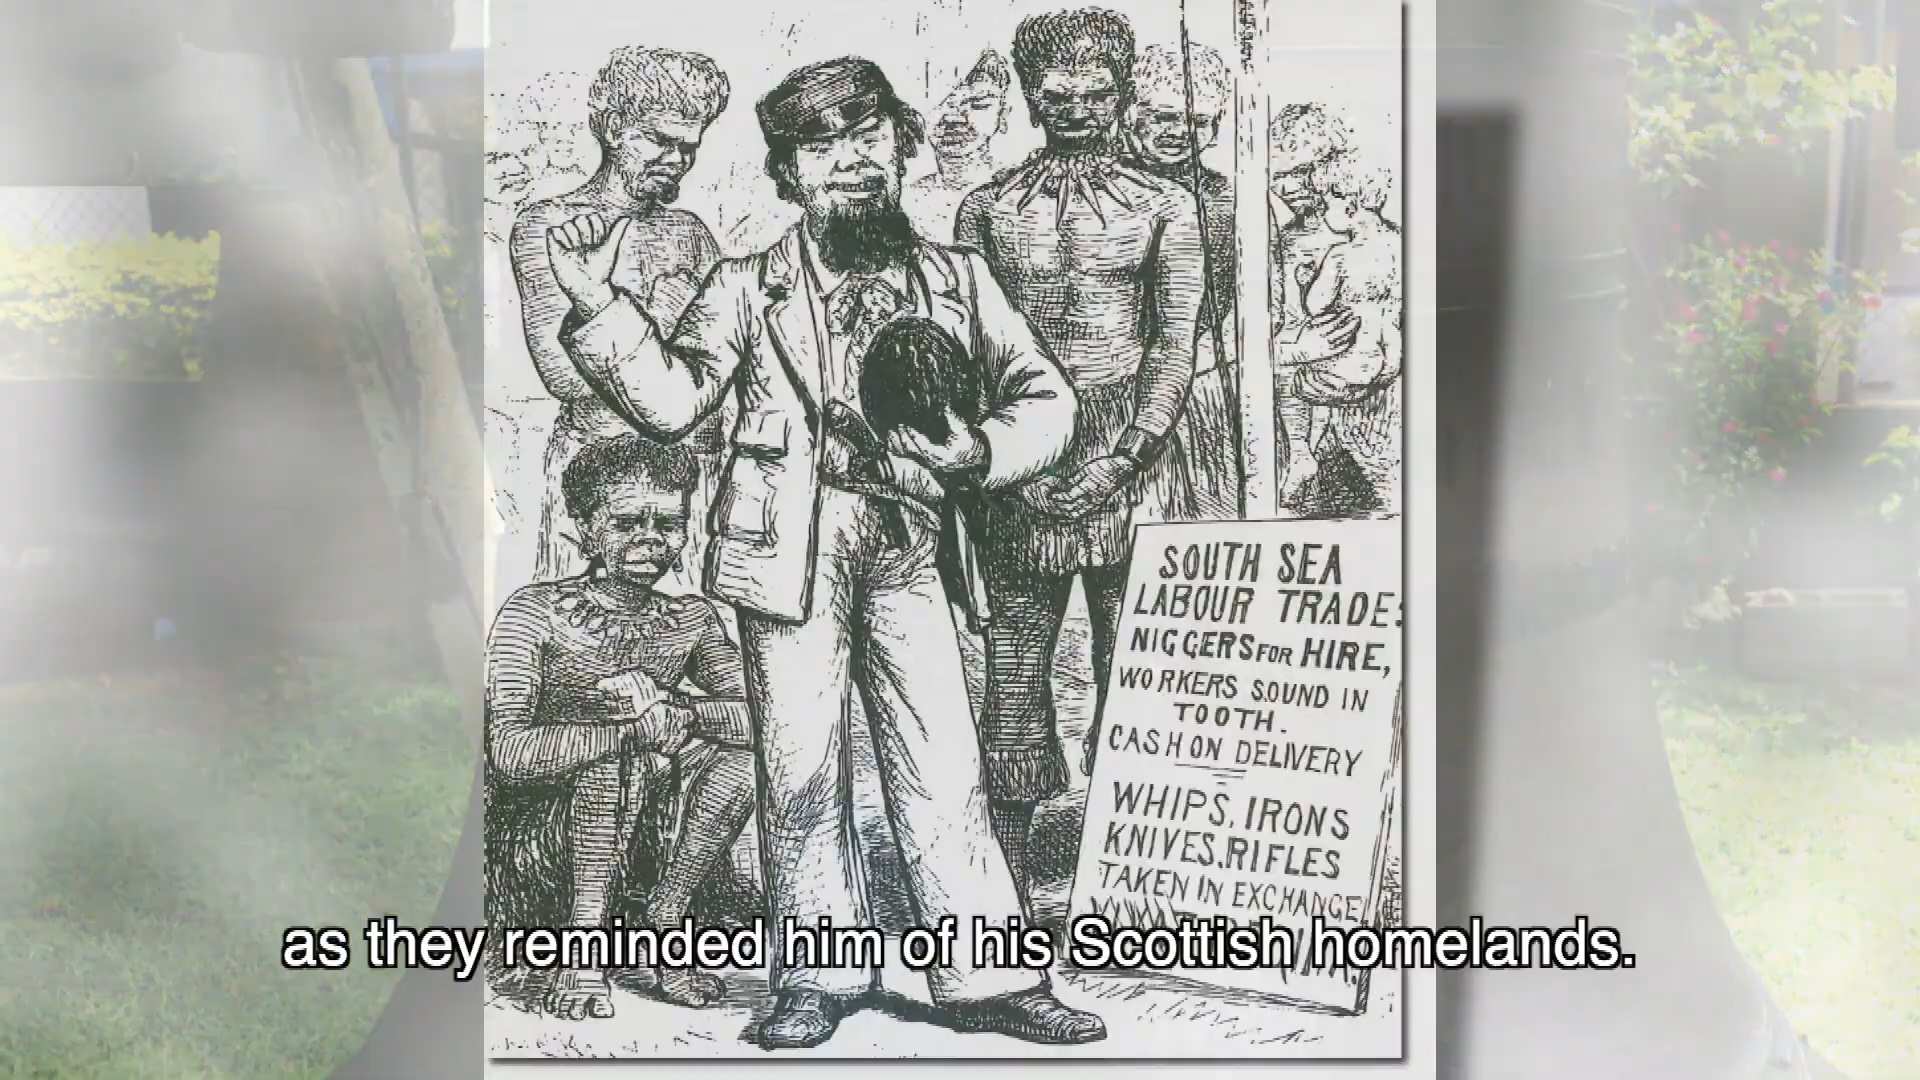 SOUTH SEA
LABOUR TRADE:
NIGGERS FOR HIRE,
WORKERS SOUND IN
TOOTH.
CASH ON DELIVERY
WHIPS, IRONS
KNIVES, RIFLES
TAKEN IN EXCHANGE
as they reminded him of his Scottish homelands.